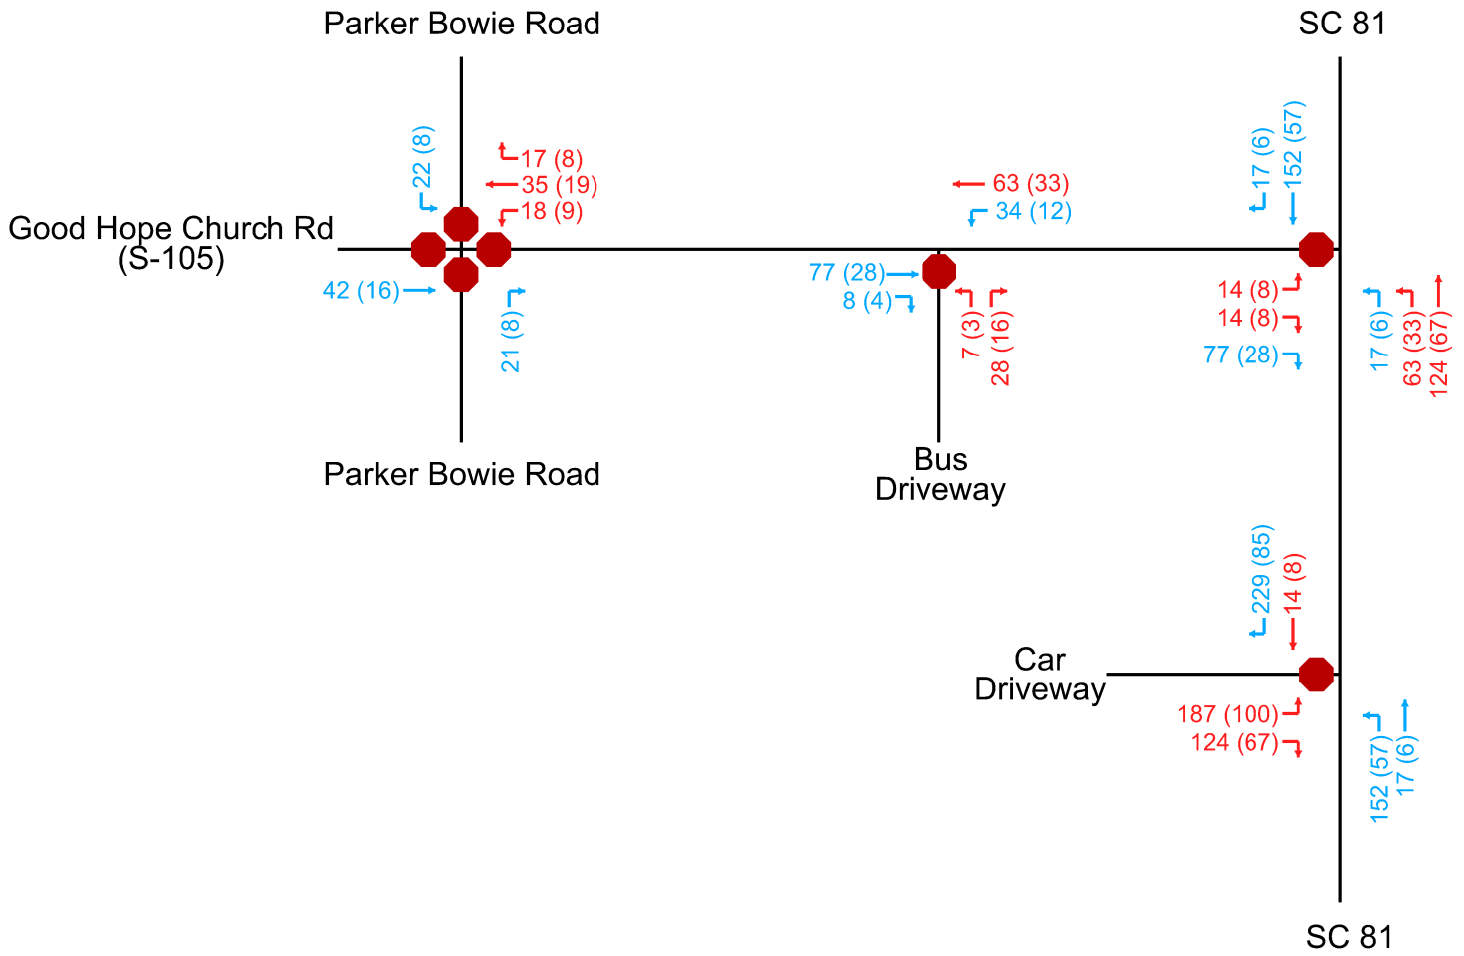 Parker Bowie Road
SC 81
22 (8)
17 (8)
35 (19)
18 (9)
Good Hope Church Rd
(S-105)
42 (16)
21 (8)
Parker Bowie Road
63 (33)
34 (12)
77 (28)
8 (4)
7 (3)
28 (16)
Bus
Driveway
17 (6)
152 (57)
14 (8)
14 (8)
77 (28)
17 (6)
63 (33)
124 (67)
229 (85)
14 (8)
Car
Driveway
187 (100)
124 (67)
152 (57)
17 (6)
SC 81